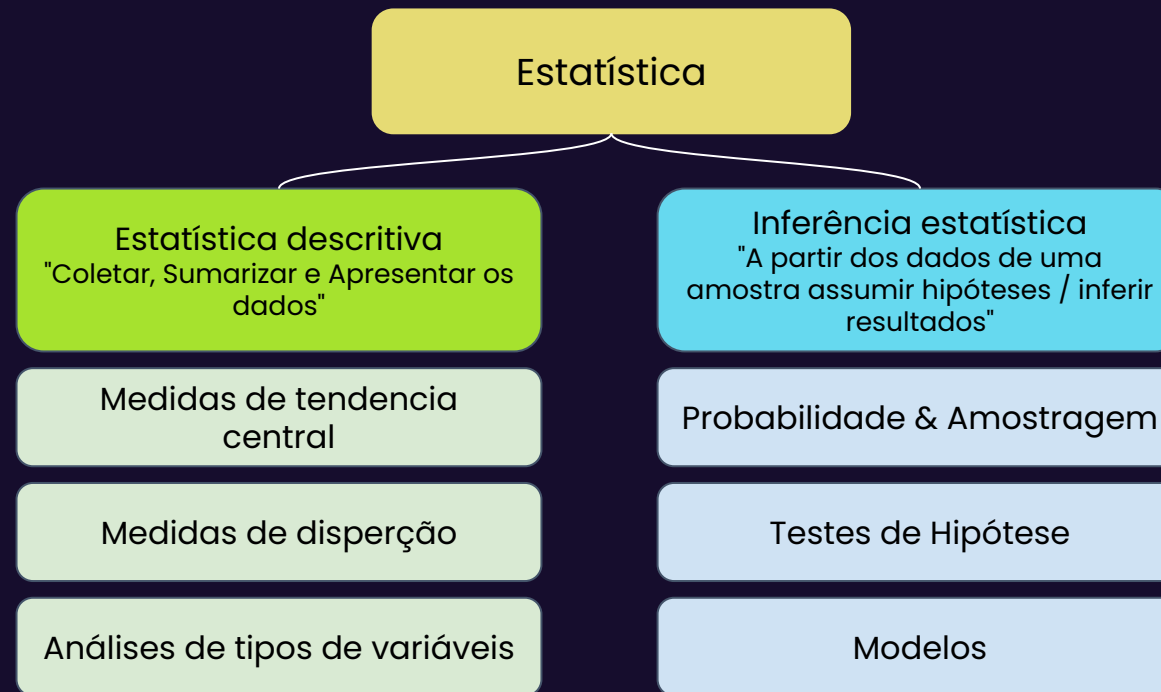 Estatística
Estatística descritiva
"Coletar, Sumarizar e Apresentar os
dados"
Medidas de tendencia
central
Medidas de disperção
Análises de tipos de variáveis
Inferência estatística
"A partir dos dados de uma
amostra assumir hipóteses / inferir
resultados"
Probabilidade & Amostragem
Testes de Hipótese
Modelos